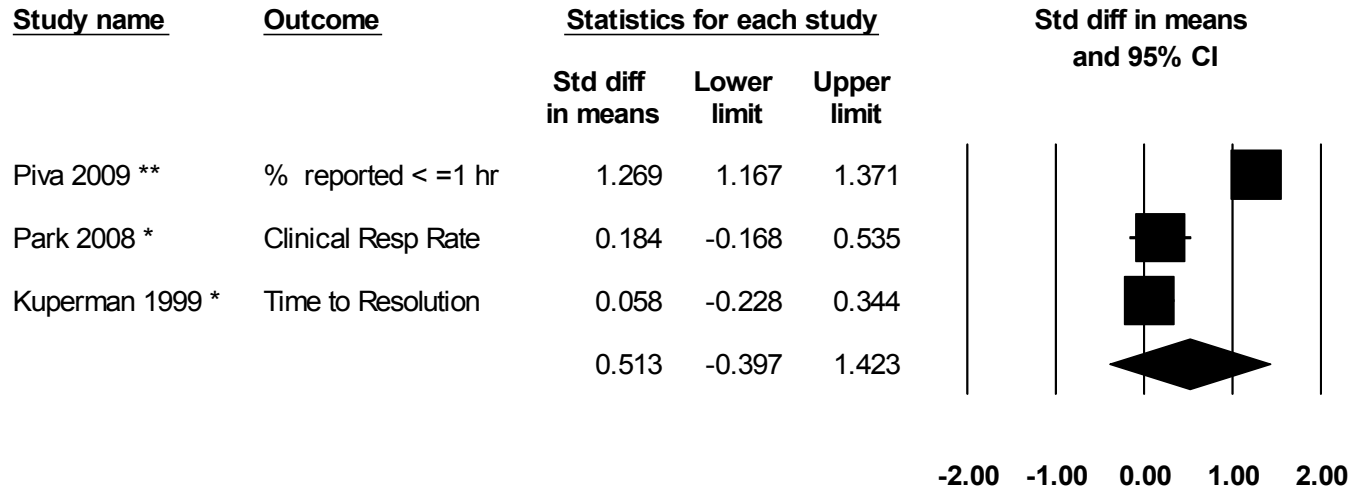 Study name Outcome Statistics for each study Std diff in means
and 95% CI
Std diff Lower Upper
in means limit limit
Piva 2009 ** % reported < =1 hr 1.269 1.167 1.371
Park 2008 * Clinical Resp Rate 0.184 -0.168 0.535
Kuperman 1999 * Time to Resolution 0.058 -0.228 0.344
0.513 -0.397 1.423
-2.00 -1.00 0.00 1.00 2.00